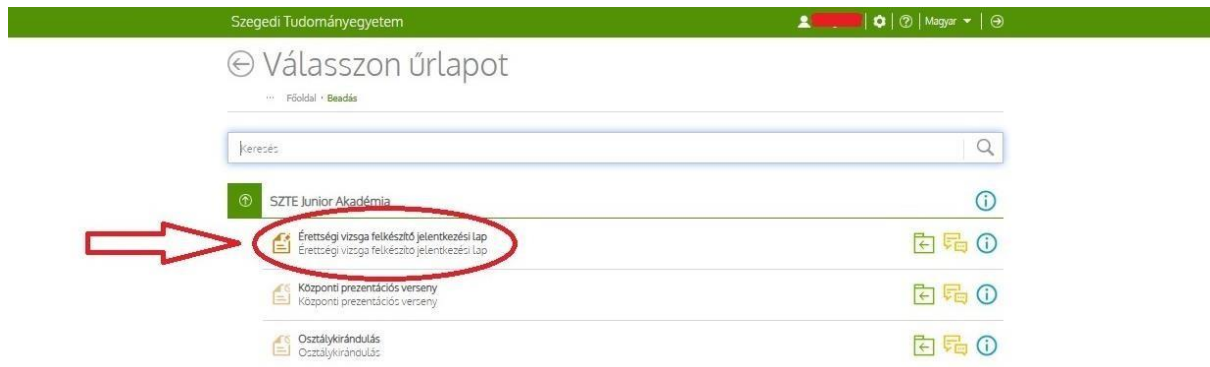 Szegedi Tudományegyetem
Magyar
Válasszon űrlapot
... Főoldal • Beadás
Keresés
SZTE Junior Akadémia
Érettségi vizsga felkészítő jelentkezési lap
Érettségi vizsga felkészítő jelentkezési lap
Központi prezentációs verseny
Központi prezentációs verseny
Osztálykirándulás
Osztálykirándulás